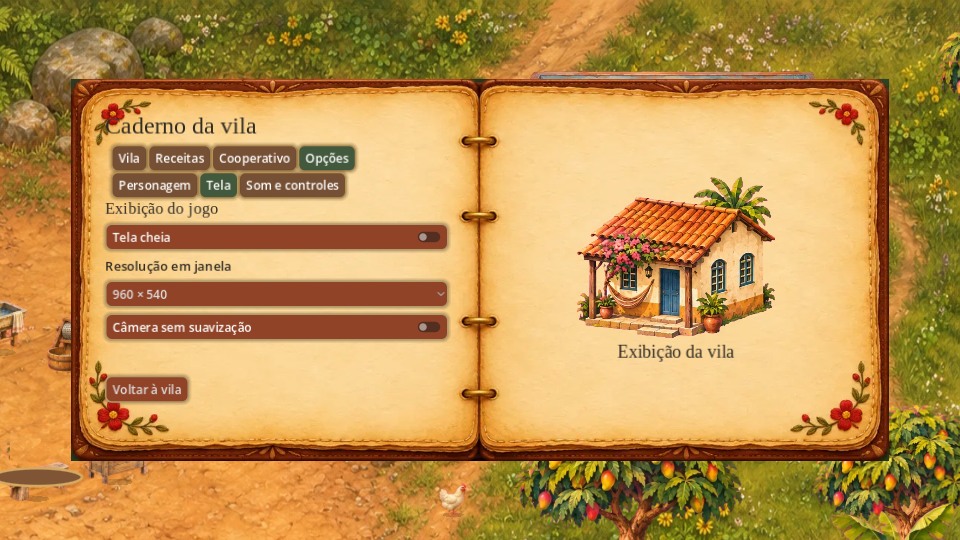 Caderno da vila
Vila Receitas Cooperativo Opções
Personagem Tela Som e controles
Exibição do jogo
Tela cheia
Resolução em janela
960 × 540
Câmera sem suavização
Voltar à vila
Exibição da vila